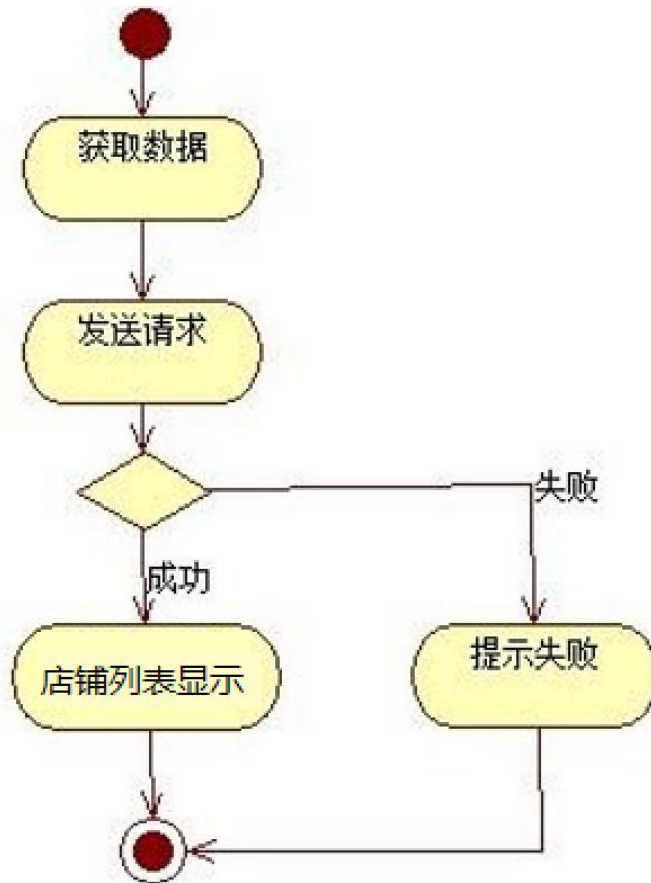 获取数据
发送请求
失败
成功
店铺列表显示
提示失败